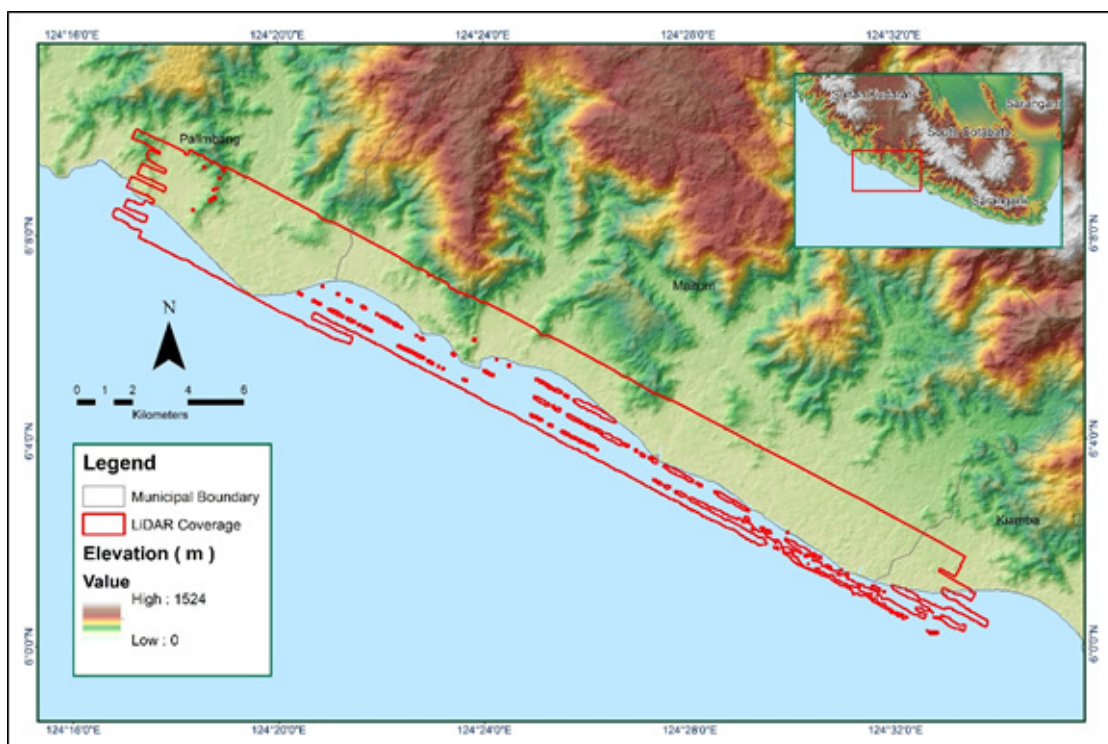 124°16'0"E 124°20'0"E 124°24'0"E 124°28'0"E 124°32'0"E
Sultan Kudarat
Sarangani
South Cotabato
Sarangani
Palimbang
6°8'0"N
6°8'0"N
Maitum
N
0 1 2 4 6
Kilometers
6°4'0"N
6°4'0"N
Kiamba
Legend
Municipal Boundary
LiDAR Coverage
Elevation ( m )
Value
High : 1524
Low : 0
6°0'0"N
6°0'0"N
124°16'0"E 124°20'0"E 124°24'0"E 124°28'0"E 124°32'0"E